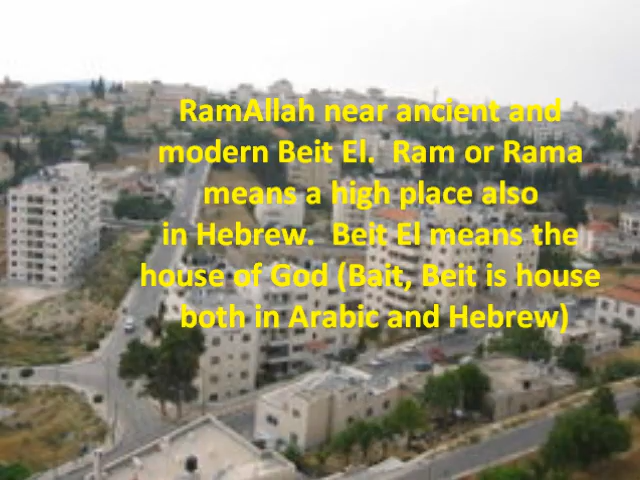 RamAllah near ancient and
modern Beit El.  Ram or Rama
means a high place also
in Hebrew.  Beit El means the
house of God (Bait, Beit is house
both in Arabic and Hebrew)